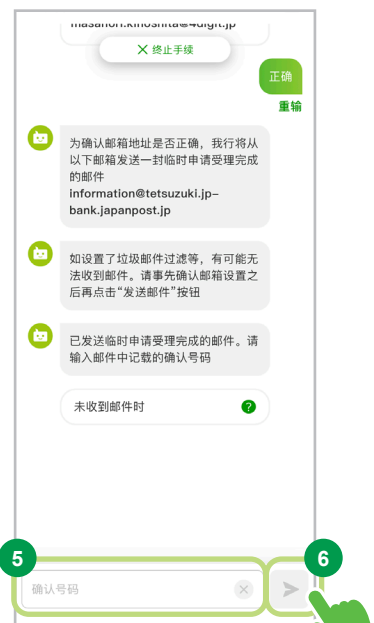 masanori.kinoshita@4digit.jp
终止手续
正确
重输
为确认邮箱地址是否正确，我行将从
以下邮箱发送一封临时申请受理完成
的邮件
information@tetsuzuki.jp-
bank.japanpost.jp
如设置了垃圾邮件过滤等，有可能无
法收到邮件。请事先确认邮箱设置之
后再点击“发送邮件”按钮
已发送临时申请受理完成的邮件。请
输入邮件中记载的确认号码
未收到邮件时
?
5
6
确认号码